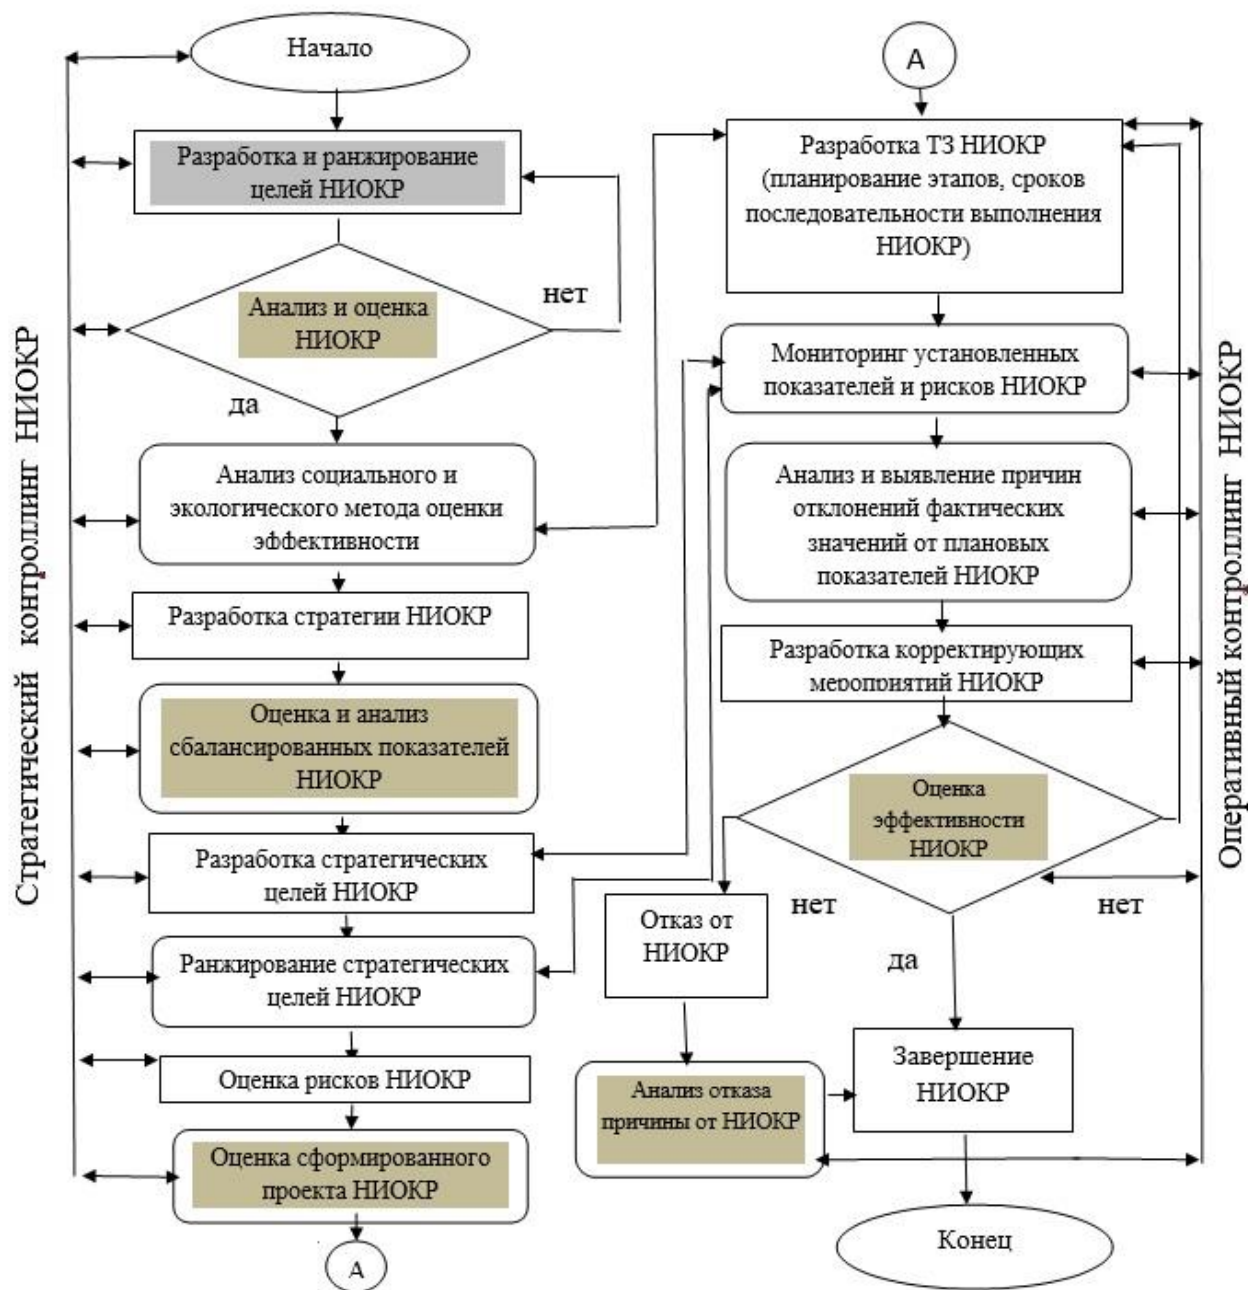 Стратегический контроллинг НИОКР
Начало
Разработка и ранжирование
целей НИОКР
Анализ и оценка
НИОКР
нет
да
Анализ социального и
экологического метода оценки
эффективности
Разработка стратегии НИОКР
Оценка и анализ
сбалансированных показателей
НИОКР
Разработка стратегических
целей НИОКР
Ранжирование стратегических
целей НИОКР
Оценка рисков НИОКР
Оценка сформированного
проекта НИОКР
А
А
Разработка ТЗ НИОКР
(планирование этапов, сроков
последовательности выполнения
НИОКР)
Мониторинг установленных
показателей и рисков НИОКР
Анализ и выявление причин
отклонений фактических
значений от плановых
показателей НИОКР
Разработка корректирующих
мероприятий НИОКР
Оценка
эффективности
НИОКР
нет
нет
да
Отказ от
НИОКР
Анализ отказа
причины от НИОКР
Завершение
НИОКР
Конец
Оперативный контроллинг НИОКР